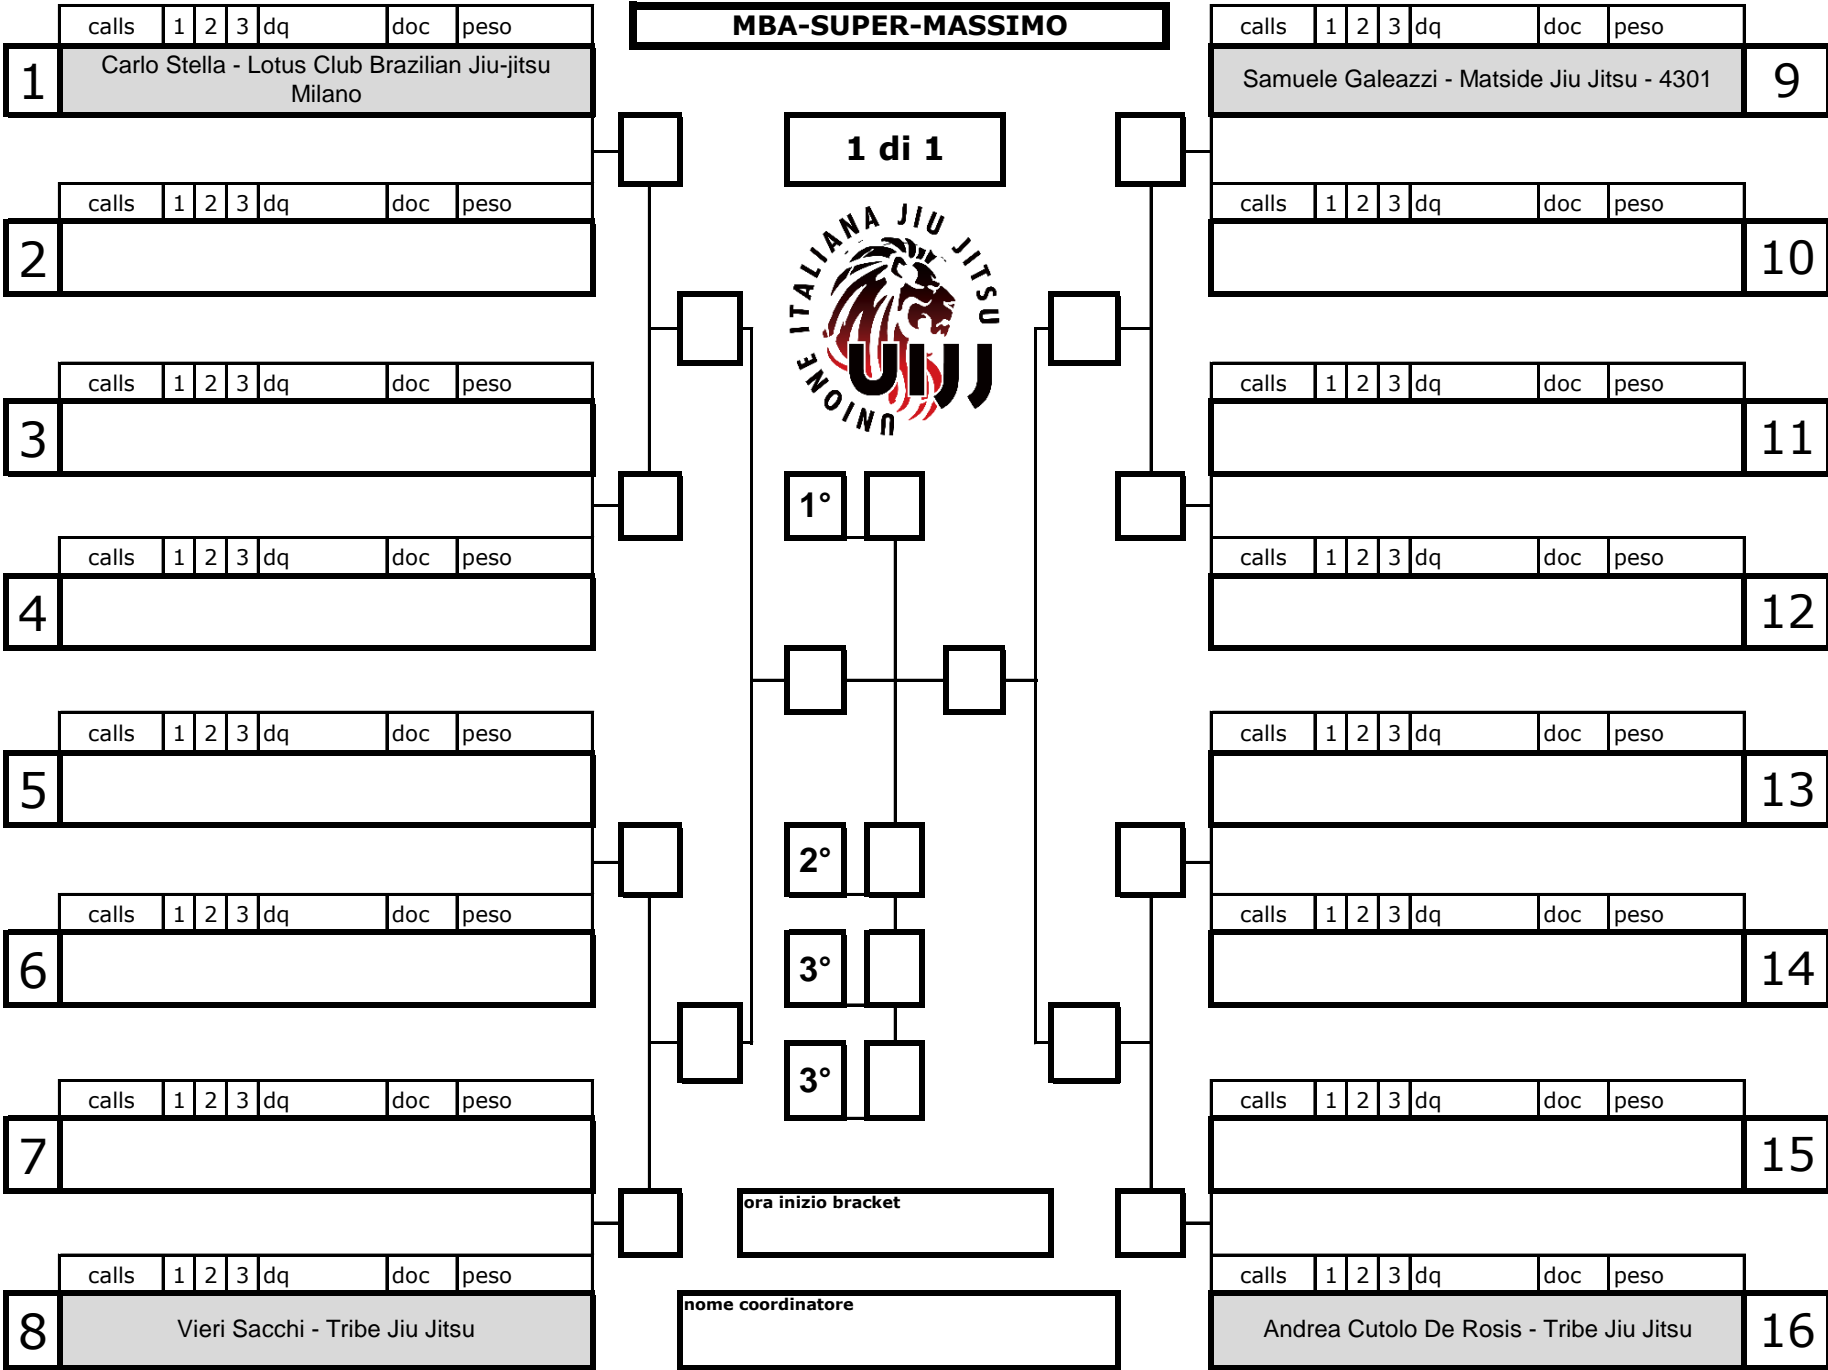 calls 1 2 3 dq doc peso
1 Carlo Stella - Lotus Club Brazilian Jiu-jitsu
Milano
calls 1 2 3 dq doc peso
2
calls 1 2 3 dq doc peso
3
calls 1 2 3 dq doc peso
4
calls 1 2 3 dq doc peso
5
calls 1 2 3 dq doc peso
6
calls 1 2 3 dq doc peso
7
calls 1 2 3 dq doc peso
8 Vieri Sacchi - Tribe Jiu Jitsu
MBA-SUPER-MASSIMO
1 di 1
UNIONE ITALIANA JIU JITSU
UIJJ
1°
2°
3°
3°
ora inizio bracket
nome coordinatore
calls 1 2 3 dq doc peso
Samuele Galeazzi - Matside Jiu Jitsu - 4301 9
calls 1 2 3 dq doc peso
10
calls 1 2 3 dq doc peso
11
calls 1 2 3 dq doc peso
12
calls 1 2 3 dq doc peso
13
calls 1 2 3 dq doc peso
14
calls 1 2 3 dq doc peso
15
calls 1 2 3 dq doc peso
Andrea Cutolo De Rosis - Tribe Jiu Jitsu 16